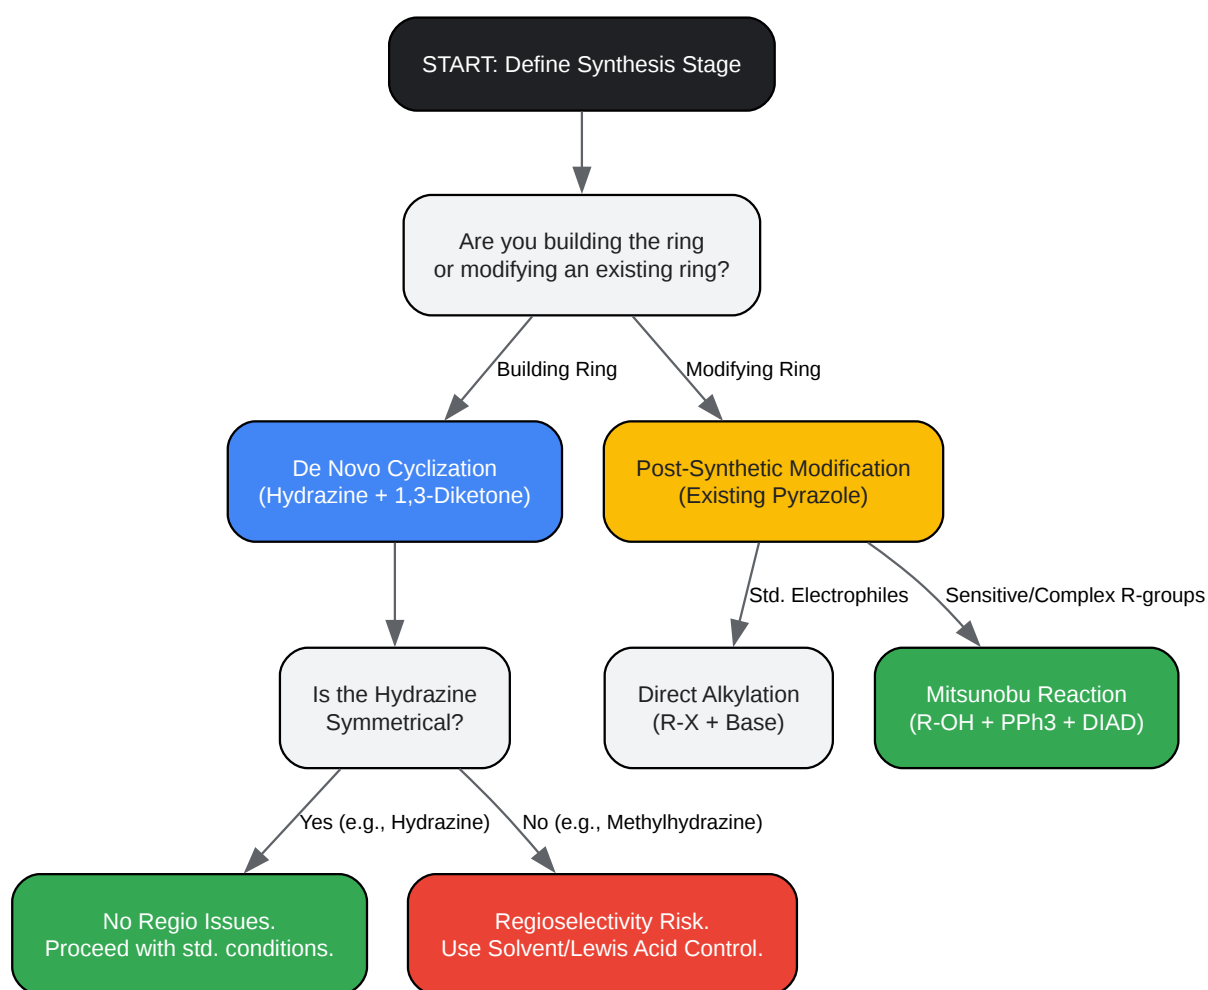 START: Define Synthesis Stage
Are you building the ring
or modifying an existing ring?
Building Ring
Modifying Ring
De Novo Cyclization
(Hydrazine + 1,3-Diketone)
Post-Synthetic Modification
(Existing Pyrazole)
Std. Electrophiles
Sensitive/Complex R-groups
Is the Hydrazine
Symmetrical?
Direct Alkylation
(R-X + Base)
Mitsunobu Reaction
(R-OH + PPh3 + DIAD)
Yes (e.g., Hydrazine)
No (e.g., Methylhydrazine)
No Regio Issues.
Proceed with std. conditions.
Regioselectivity Risk.
Use Solvent/Lewis Acid Control.